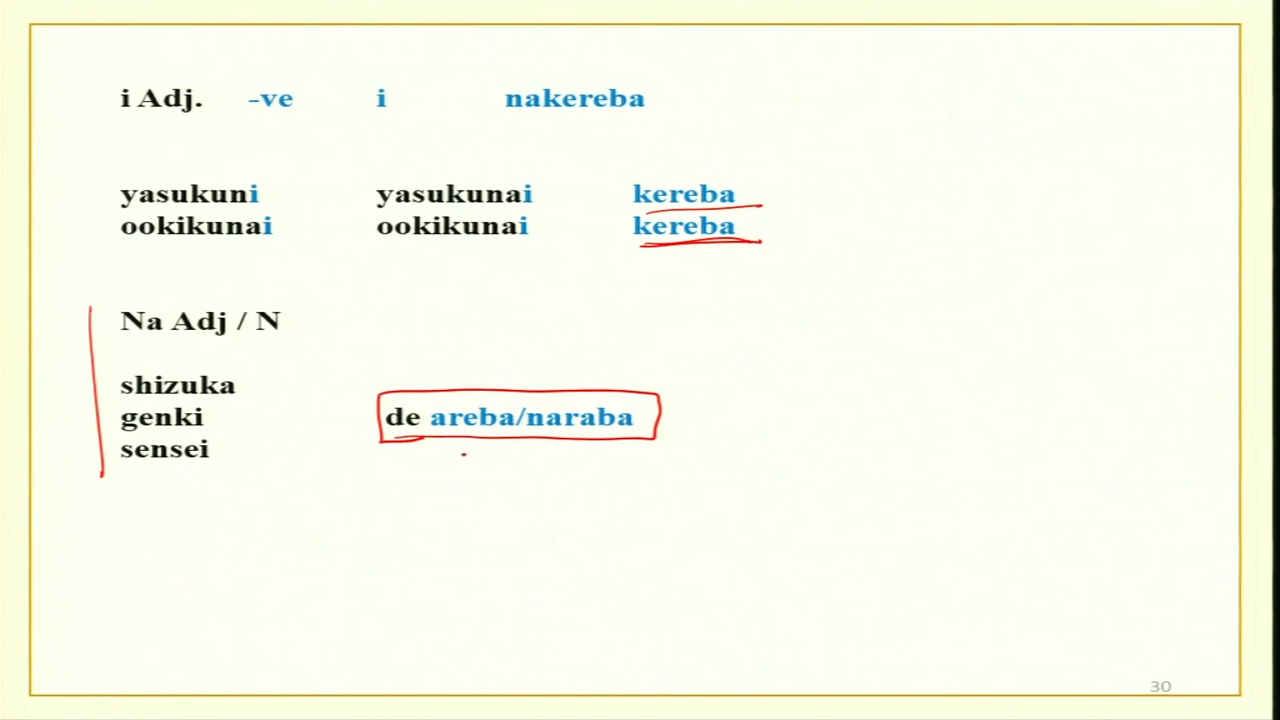 i Adj. -ve i nakereba
yasukuni yasukunai kereba
ookikunai ookikunai kereba
Na Adj / N
shizuka
genki de areba/naraba
sensei
30